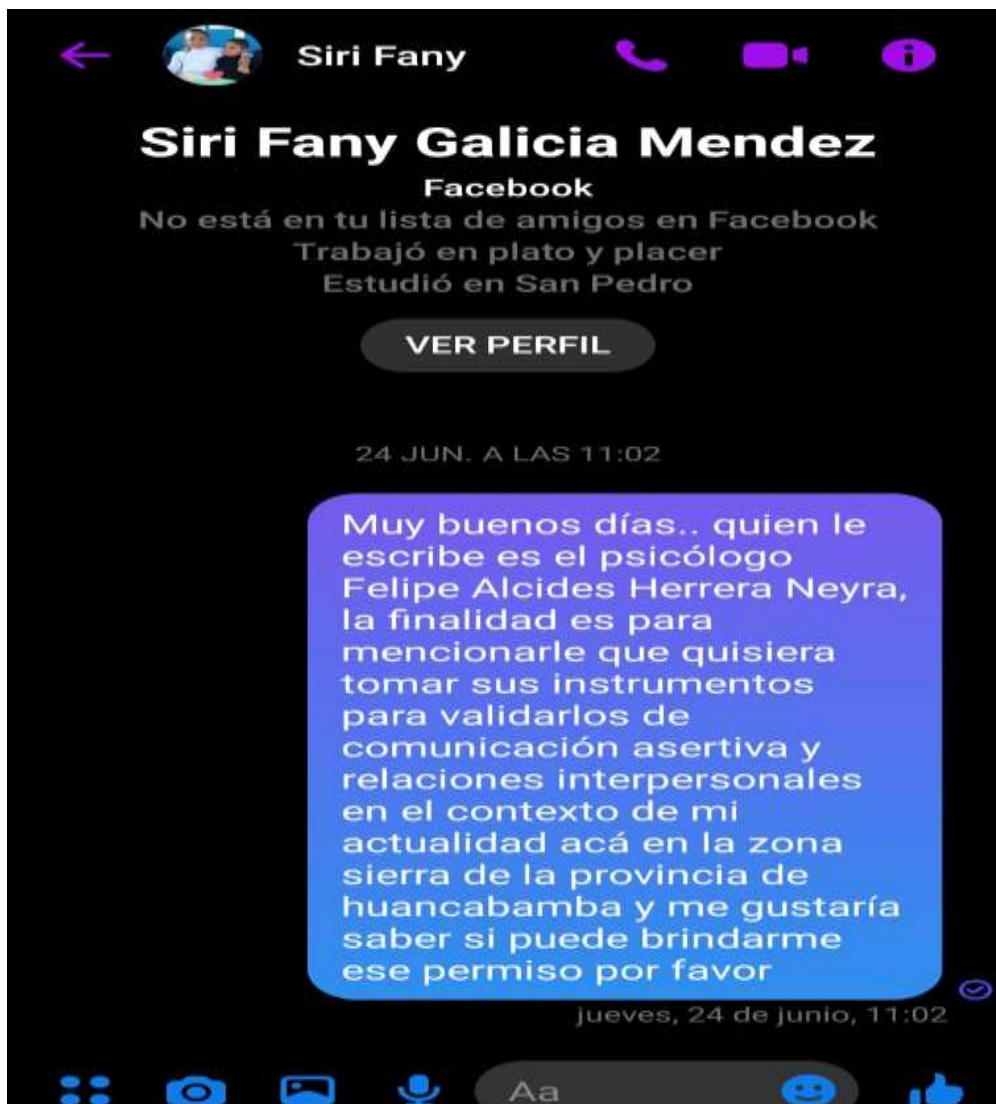 Siri Fany
Siri Fany Galicia Mendez
Facebook
No está en tu lista de amigos en Facebook
Trabajó en plato y placer
Estudió en San Pedro
VER PERFIL
24 JUN. A LAS 11:02
Muy buenos días.. quien le
escribe es el psicólogo
Felipe Alcides Herrera Neyra,
la finalidad es para
mencionarle que quisiera
tomar sus instrumentos
para validarlos de
comunicación asertiva y
relaciones interpersonales
en el contexto de mi
actualidad acá en la zona
sierra de la provincia de
huancabamba y me gustaría
saber si puede brindarme
ese permiso por favor
jueves, 24 de junio, 11:02
Aa